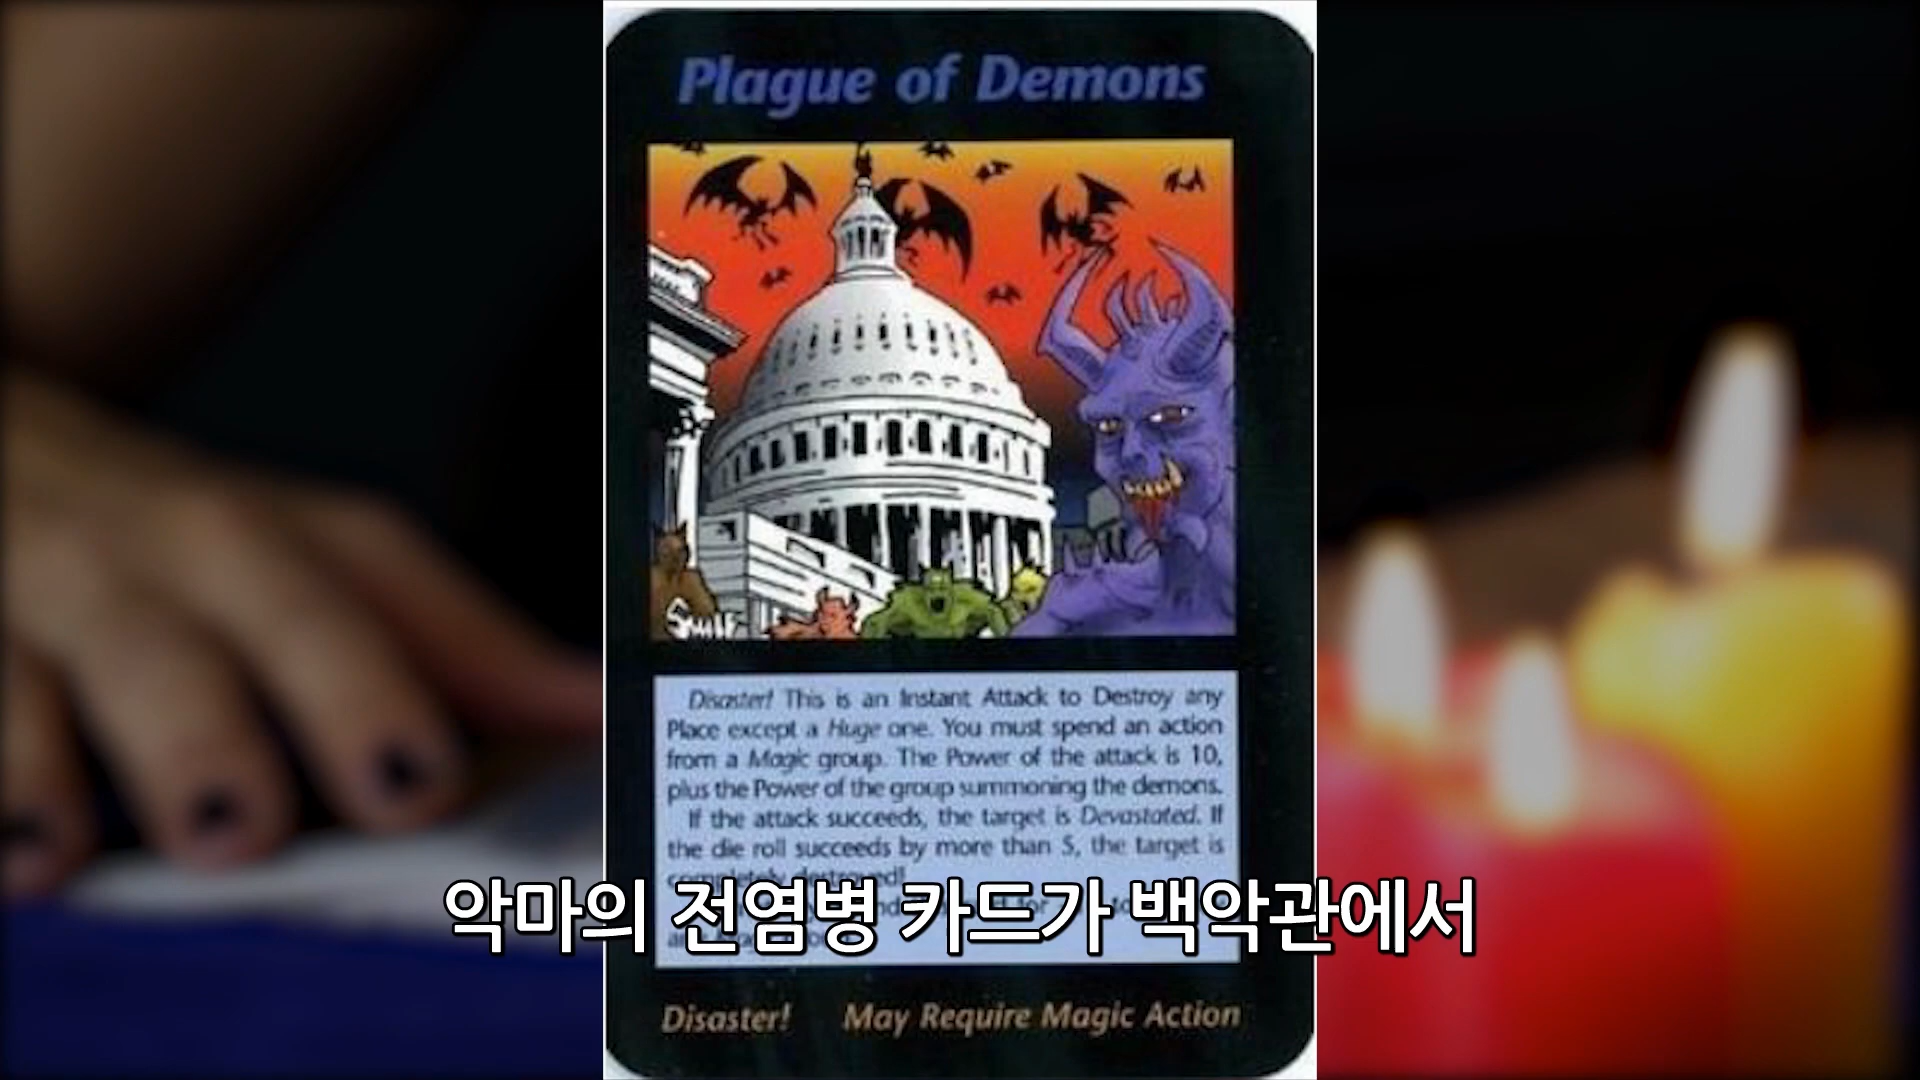 Plague of Demons
Disaster! This is an Instant Attack to Destroy any
Place except a Huge one. You must spend an action
from a Magic group. The Power of the attack is 10,
plus the Power of the group summoning the demons.
If the attack succeeds, the target is Devastated. If
the die roll succeeds by more than 5, the target is
completely destroyed!
악마의 전염병 카드가 백악관에서
Disaster! May Require Magic Action